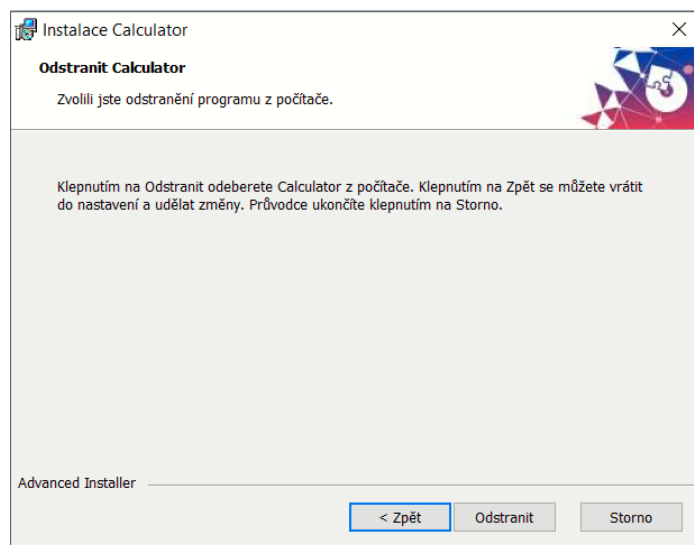 Instalace Calculator
Odstranit Calculator
Zvolili jste odstranění programu z počítače.
Klepnutím na Odstranit odeberete Calculator z počítače. Klepnutím na Zpět se můžete vrátit
do nastavení a udělat změny. Průvodce ukončíte klepnutím na Storno.
Advanced Installer
< Zpět
Odstranit
Storno